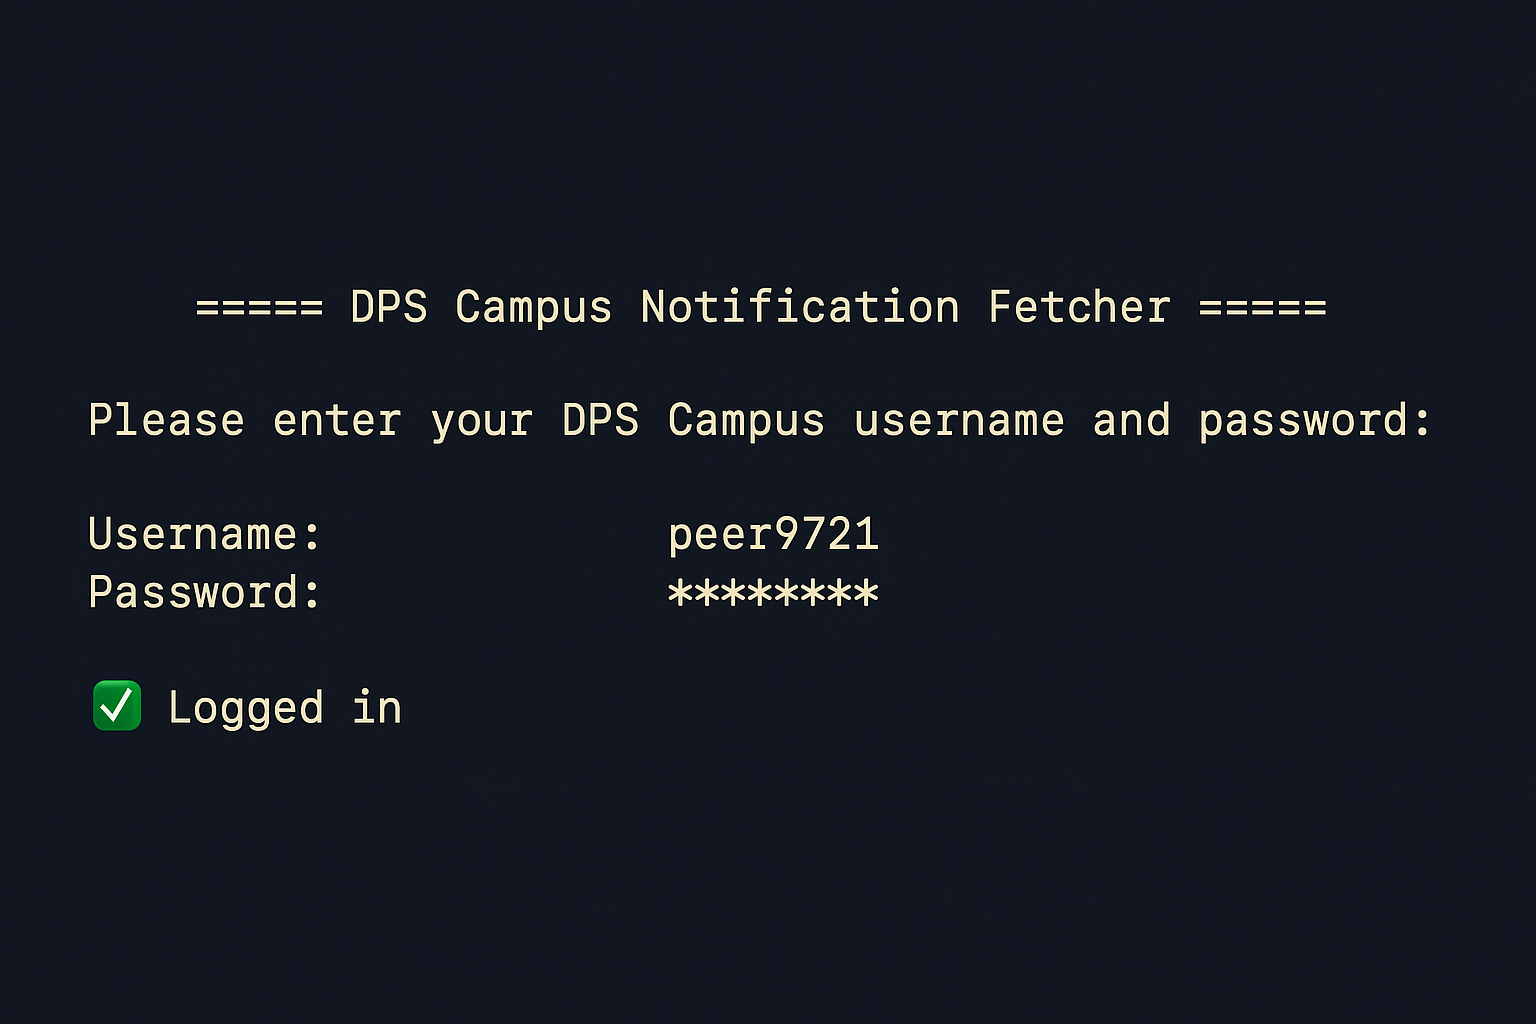 ===== DPS Campus Notification Fetcher =====
Please enter your DPS Campus username and password:
Username: peer9721
Password: ********
✅ Logged in